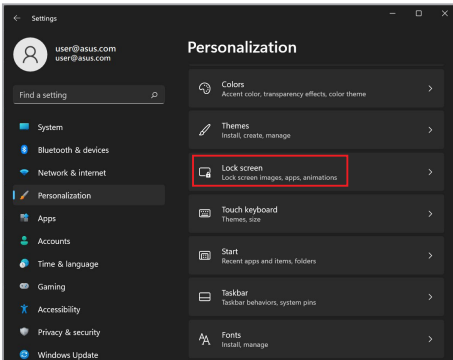 Settings
user@asus.com
user@asus.com
Find a setting
System
Bluetooth & devices
Network & internet
Personalization
Apps
Accounts
Time & language
Gaming
Accessibility
Privacy & security
Windows Update
Personalization
Colors
Accent color, transparency effects, color theme
Themes
Install, create, manage
Lock screen
Lock screen images, apps, animations
Touch keyboard
Themes, size
Start
Recent apps and items, folders
Taskbar
Taskbar behaviors, system pins
Fonts
Install, manage